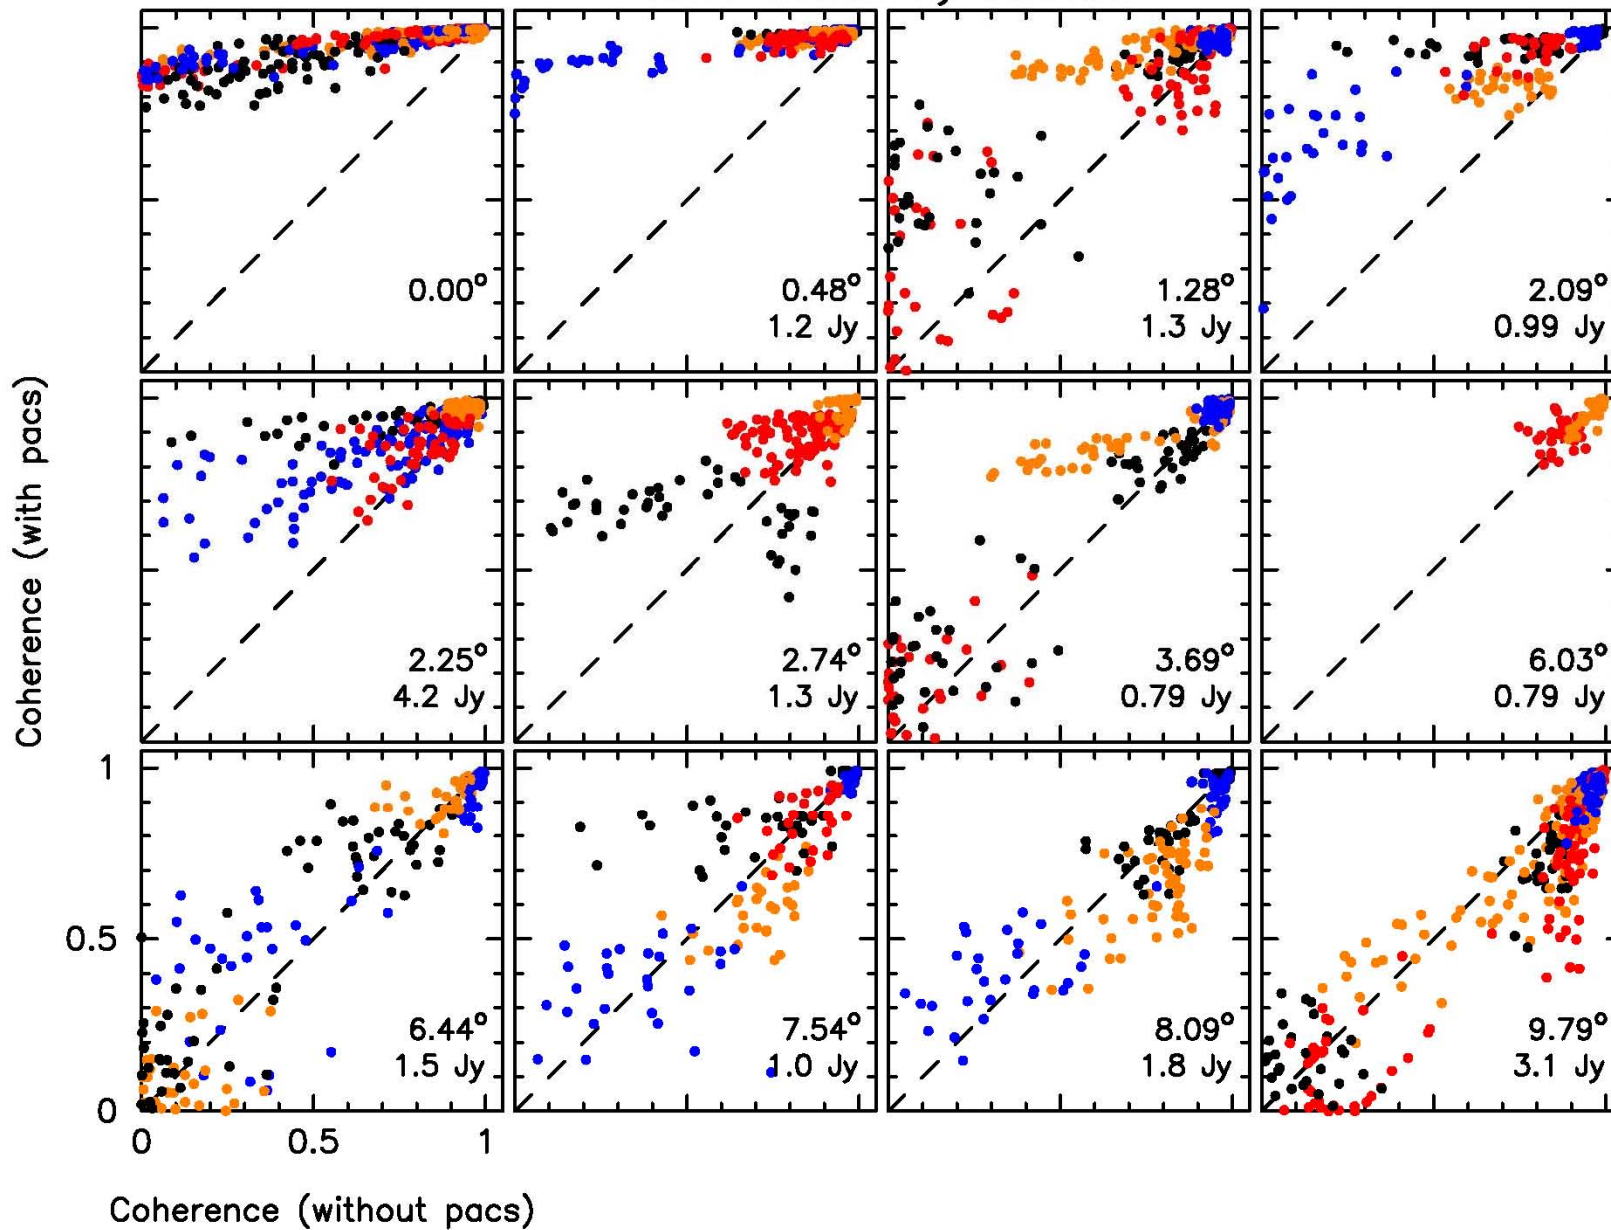 0.00°
0.48°
1.2 Jy
1.28°
1.3 Jy
2.09°
0.99 Jy
Coherence (with pacs)
2.25°
4.2 Jy
2.74°
1.3 Jy
3.69°
0.79 Jy
6.03°
0.79 Jy
1
0.5
0
6.44°
1.5 Jy
7.54°
1.0 Jy
8.09°
1.8 Jy
9.79°
3.1 Jy
0 0.5 1
Coherence (without pacs)